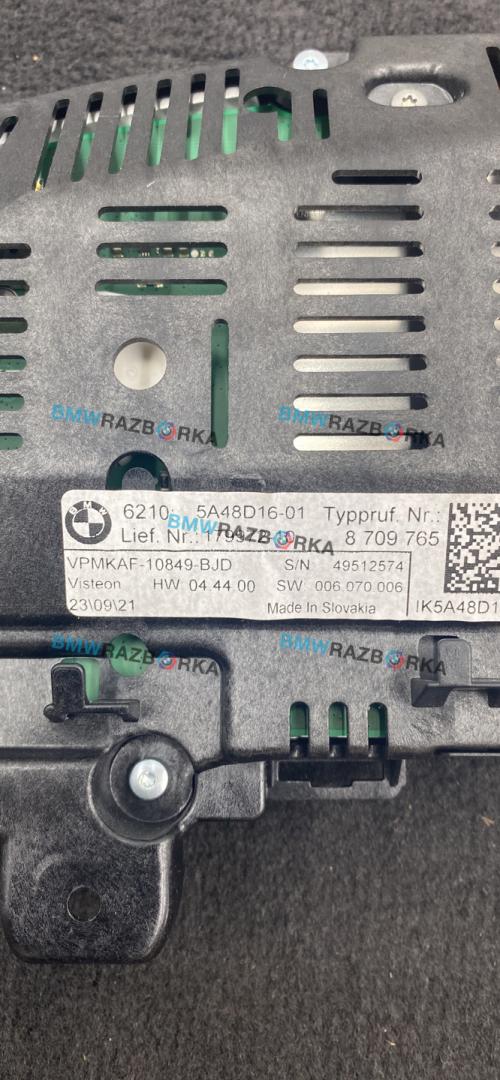 BMWRAZBORKA
BMWRAZBORKA
BMW
6210 5A48D16-01 Typpruf. Nr.:
BMWRAZBORKA
Lief. Nr.: 8 709 765
VPMKAF-10849-BJD S/N 49512574
Visteon HW 04.44 00 SW 006.070.006
23\09\21 Made In Slovakia IK5A48D1
BMWRAZBORKA
BMWRAZBORKA